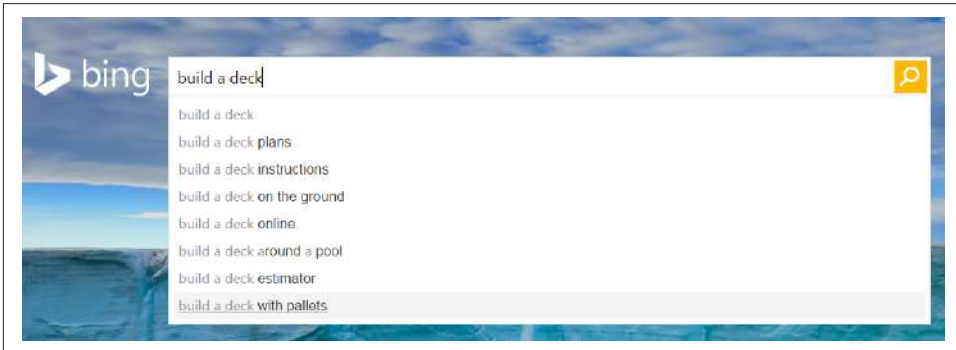 bing
build a deck
build a deck
build a deck plans
build a deck instructions
build a deck on the ground
build a deck online
build a deck around a pool
build a deck estimator
build a deck with pallets